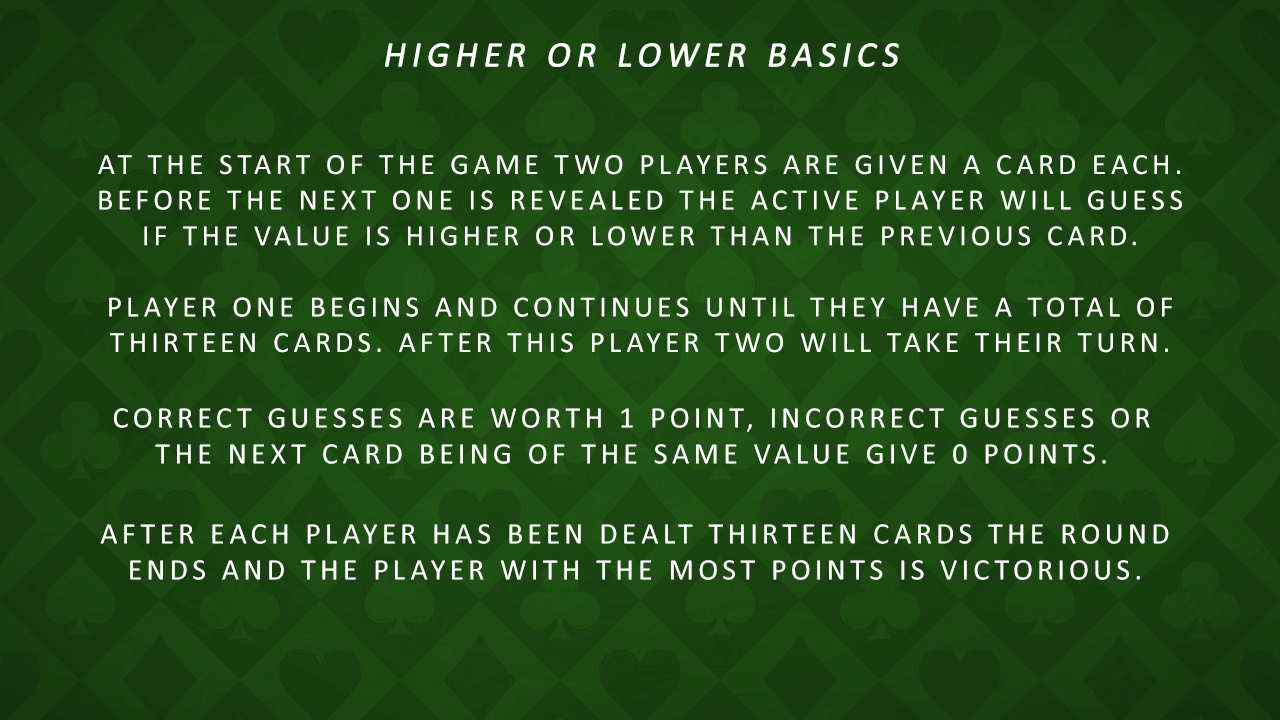 HIGHER OR LOWER BASICS
AT THE START OF THE GAME TWO PLAYERS ARE GIVEN A CARD EACH.
BEFORE THE NEXT ONE IS REVEALED THE ACTIVE PLAYER WILL GUESS
IF THE VALUE IS HIGHER OR LOWER THAN THE PREVIOUS CARD.
PLAYER ONE BEGINS AND CONTINUES UNTIL THEY HAVE A TOTAL OF
THIRTEEN CARDS. AFTER THIS PLAYER TWO WILL TAKE THEIR TURN.
CORRECT GUESSES ARE WORTH 1 POINT, INCORRECT GUESSES OR
THE NEXT CARD BEING OF THE SAME VALUE GIVE 0 POINTS.
AFTER EACH PLAYER HAS BEEN DEALT THIRTEEN CARDS THE ROUND
ENDS AND THE PLAYER WITH THE MOST POINTS IS VICTORIOUS.